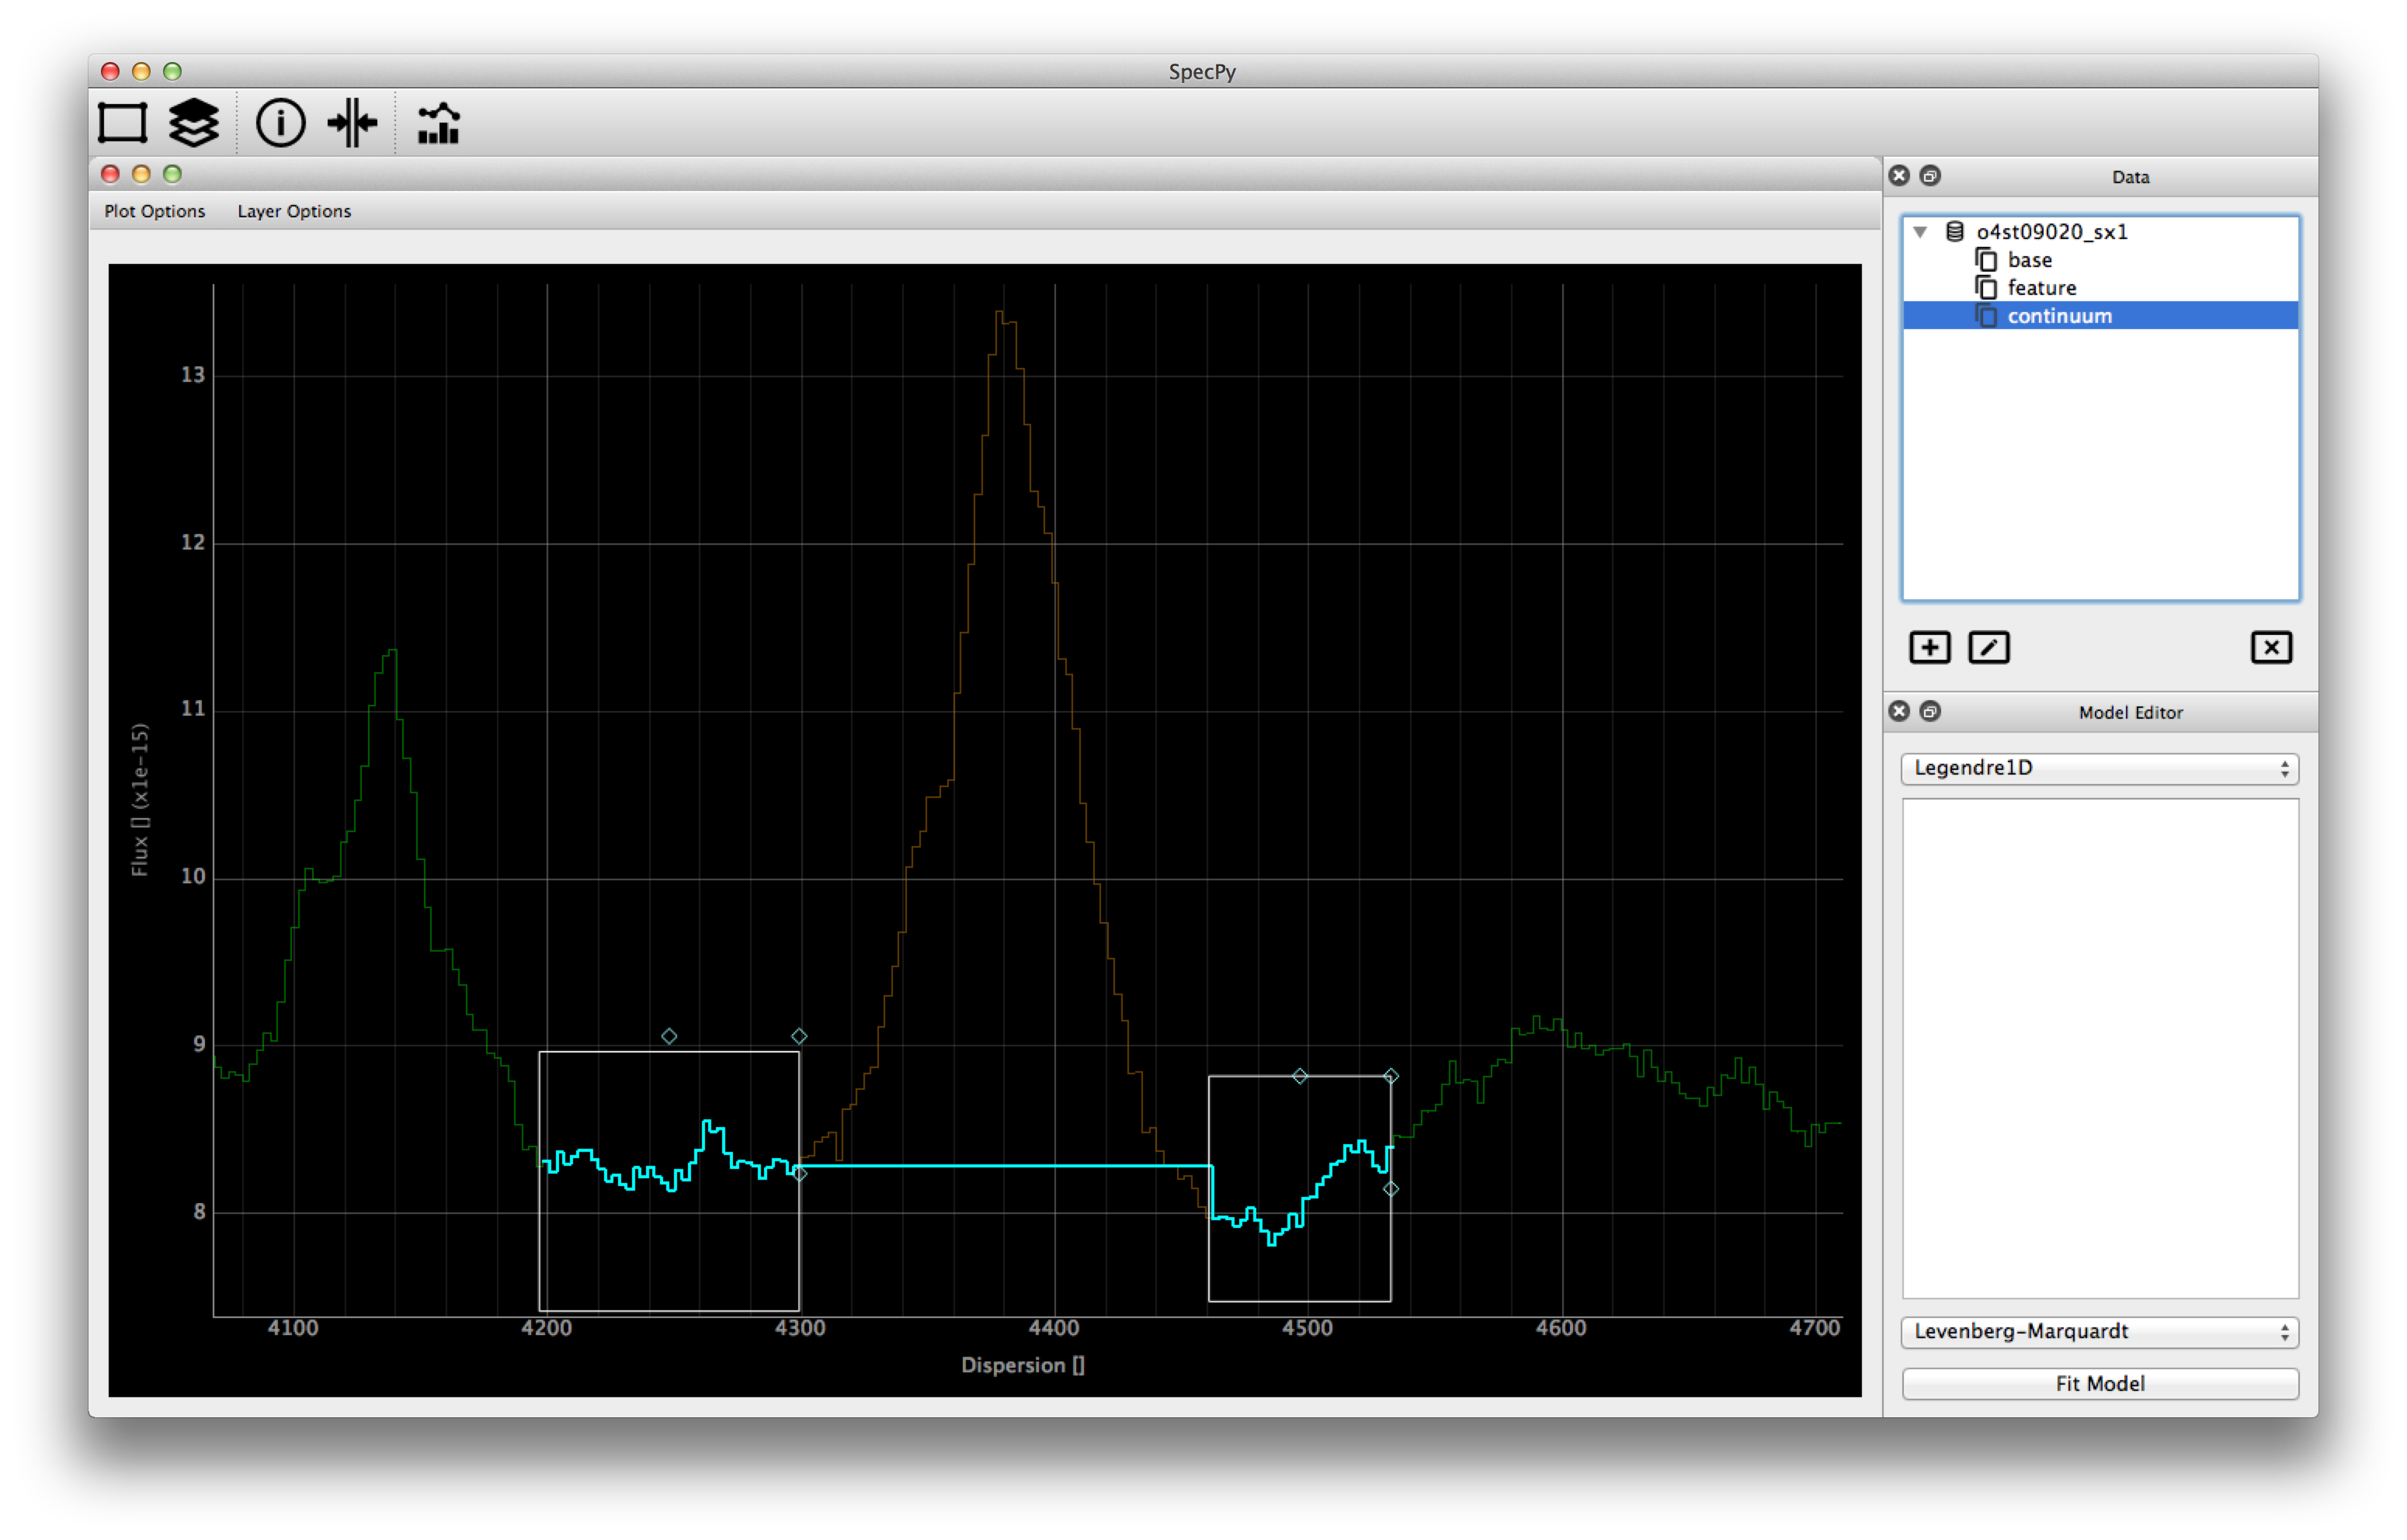 SpecPy
Plot Options Layer Options
13
12
11
10
9
8
Flux [] (x1e-15)
4100 4200 4300 4400 4500 4600 4700
Dispersion []
Data
o4st09020_sx1
base
feature
continuum
Model Editor
Legendre1D
Levenberg-Marquardt
Fit Model